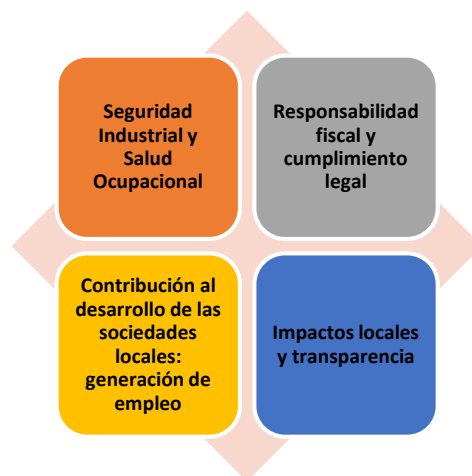 Seguridad
Industrial y
Salud
Ocupacional
Responsabilidad
fiscal y
cumplimiento
legal
Contribución al
desarrollo de las
sociedades
locales:
generación de
empleo
Impactos locales
y transparencia